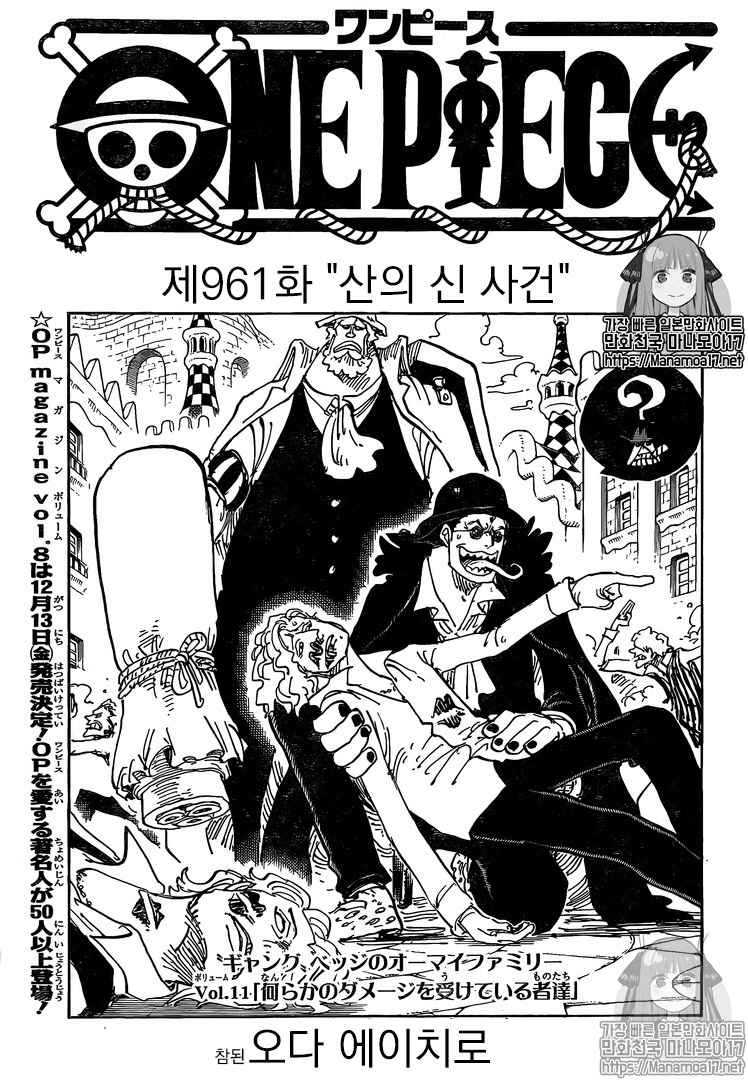 ワンピース
ONE PIECE
제961화 "산의 신 사건"
가장 빠른 일본만화사이트
만화천국 마나모아17
https://Manamoa17.net
☆OP magazine vol.8は12月13日㊎発売決定!OPを愛する著名人が50人以上登場!
ワンピース マガジン ボリューム がつ にち はつばいけってい ワンピース あい ちょめいじん にん いじょうとうじょう
?
ギャング、ベッジのオーマイファミリー
ボリューム なん う ものたち
Vol.11「何らかのダメージを受けている者達」
가장 빠른 일본만화사이트
만화천국 마나모아17
https://Manamoa17.net
참된 오다 에이치로